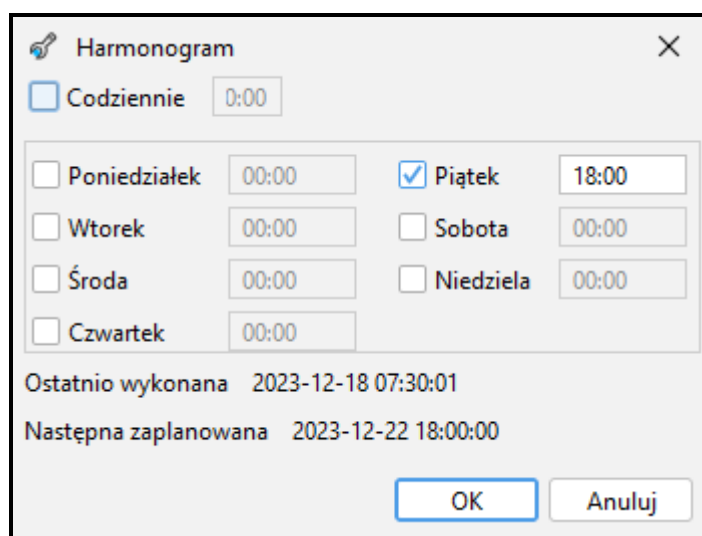 Harmonogram
Codziennie 0:00
Poniedziałek 00:00 Piątek 18:00
Wtorek 00:00 Sobota 00:00
Środa 00:00 Niedziela 00:00
Czwartek 00:00
Ostatnio wykonana 2023-12-18 07:30:01
Następna zaplanowana 2023-12-22 18:00:00
OK Anuluj